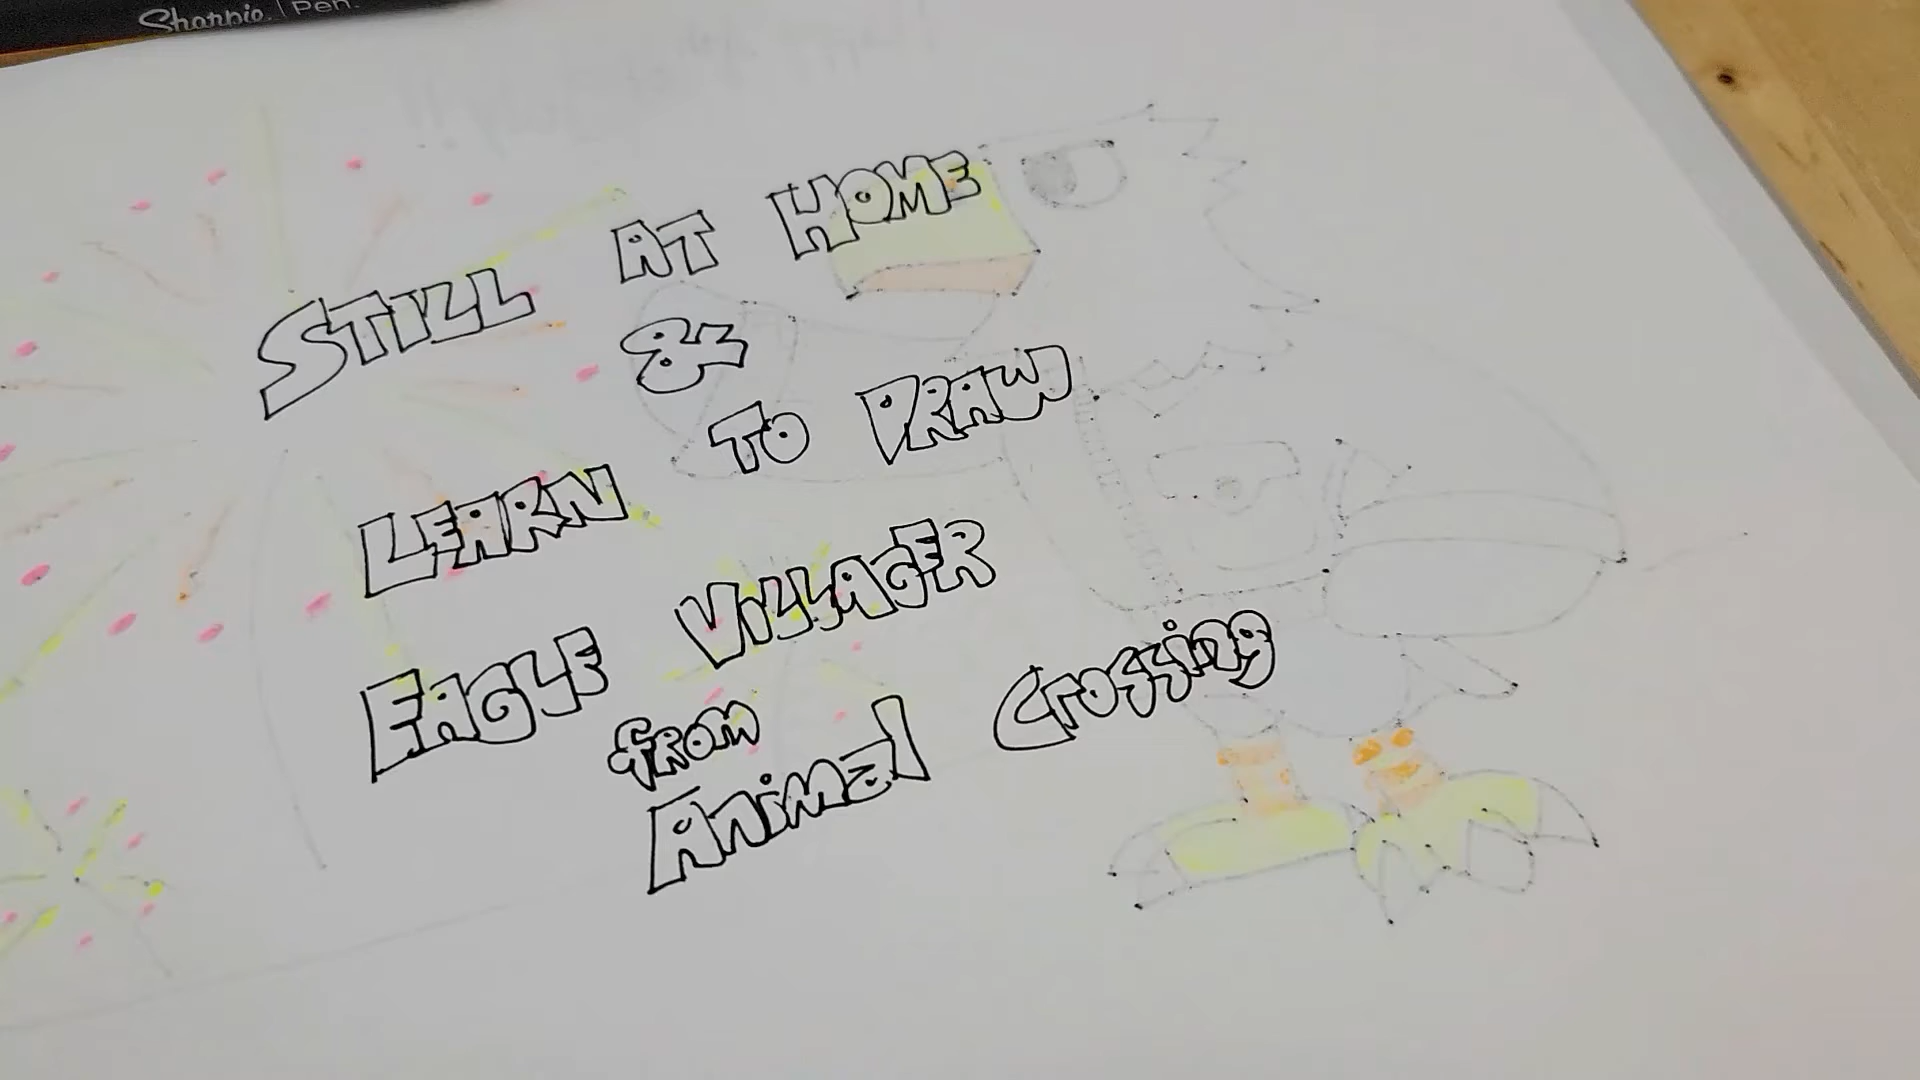 Sharpie. | Pen.
STILL AT HOME
&
LEARN TO DRAW
EAGLE VILLAGER
from
Animal Crossing